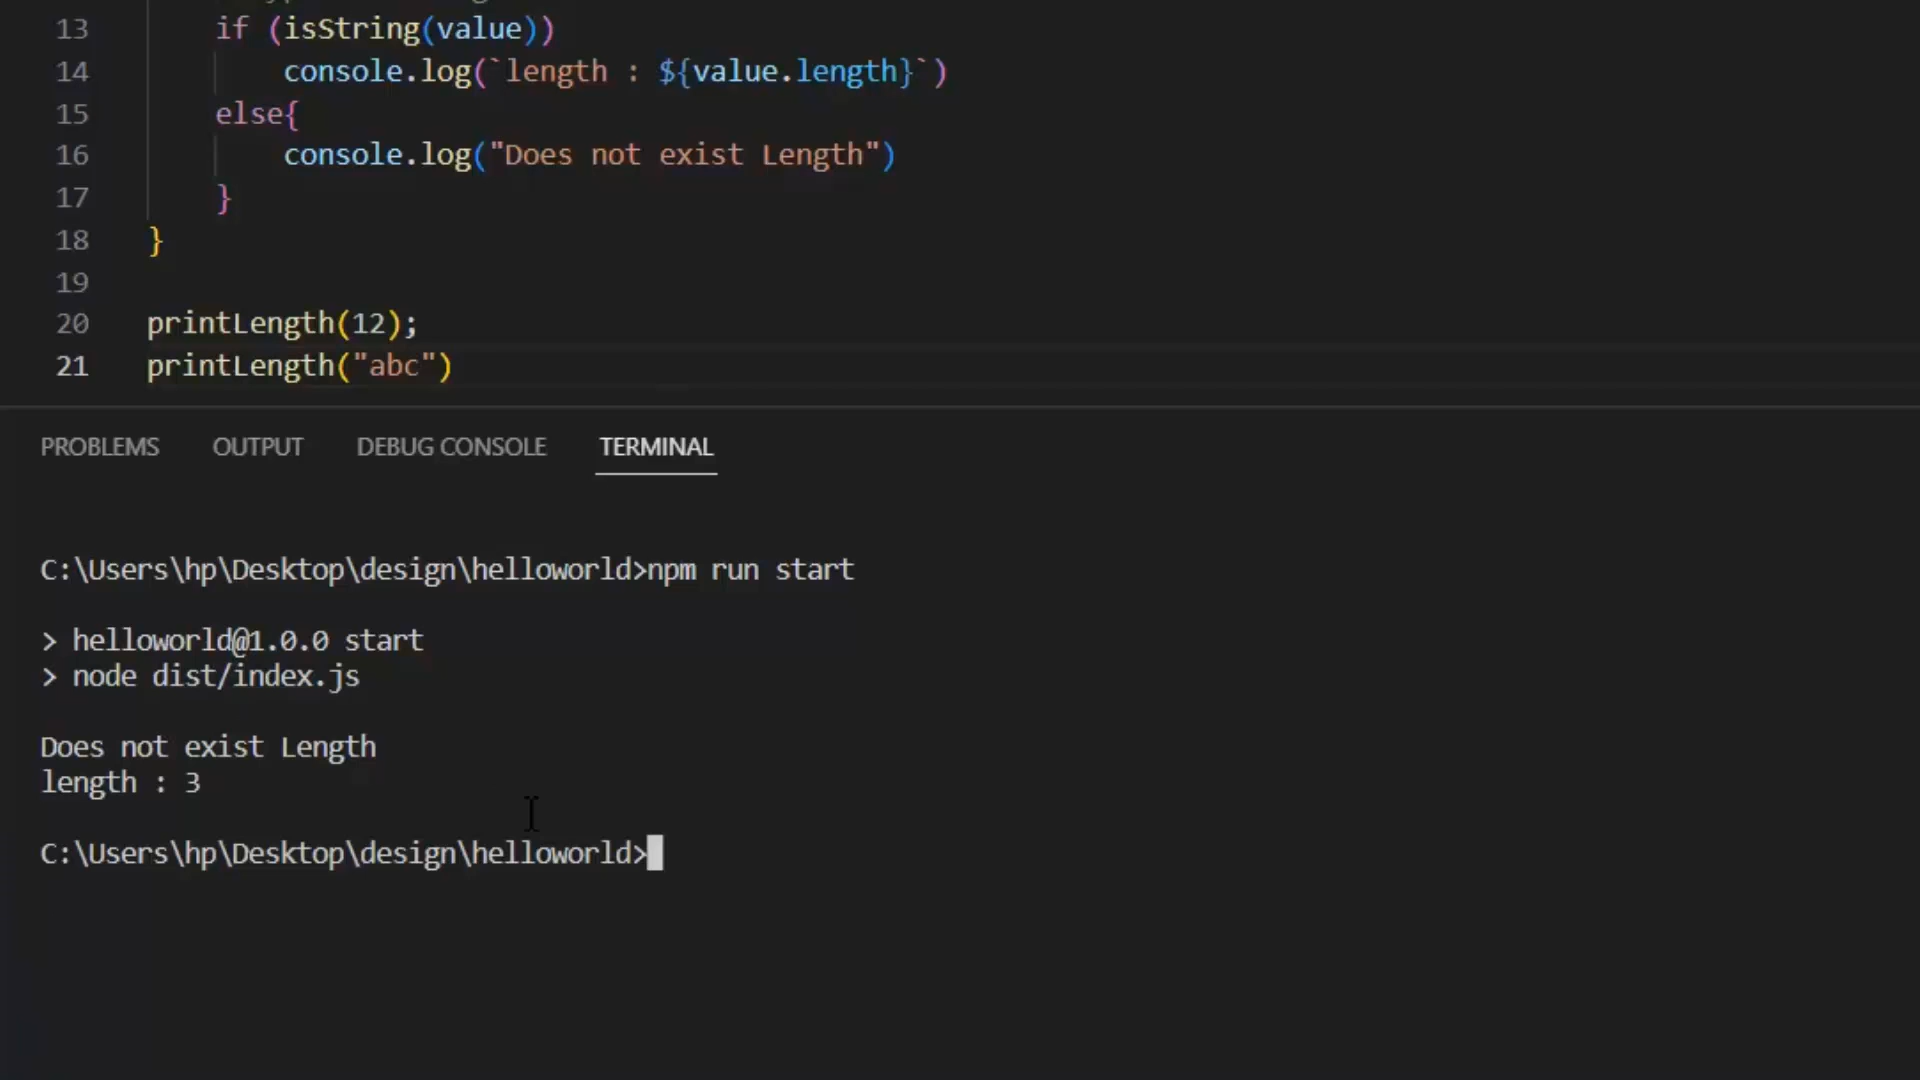 13 if (isString(value))
14 console.log(`length : ${value.length}`)
15 else{
16 console.log("Does not exist Length")
17 }
18 }
19
20 printLength(12);
21 printLength("abc")
PROBLEMS OUTPUT DEBUG CONSOLE TERMINAL
C:\Users\hp\Desktop\design\helloworld>npm run start
> helloworld@1.0.0 start
> node dist/index.js
Does not exist Length
length : 3
C:\Users\hp\Desktop\design\helloworld>